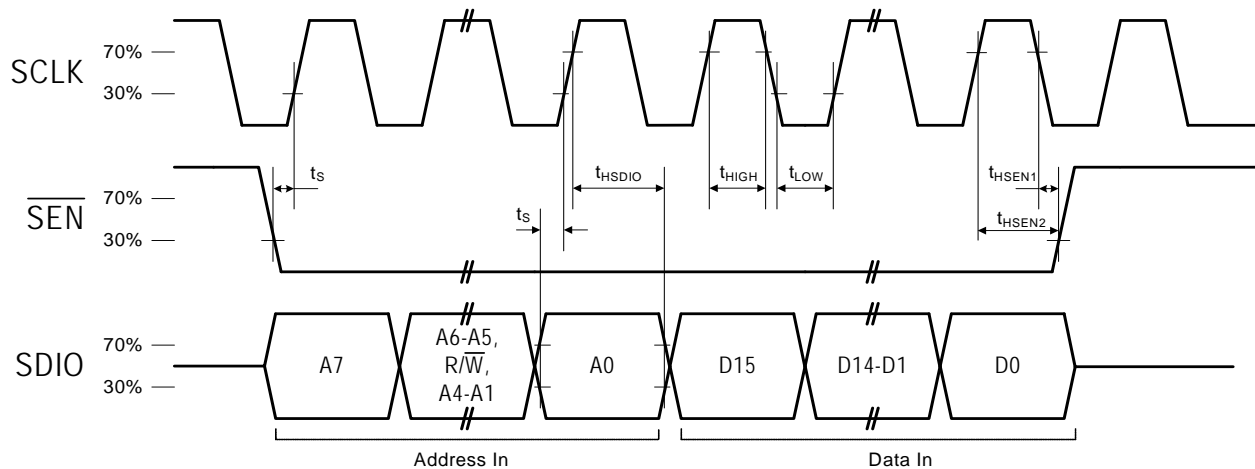 SCLK
70%
30%
tS
tHSDIO
tHIGH
tLOW
tHSEN1
tHSEN2
tS
SEN
70%
30%
SDIO
70%
30%
A7
A6-A5,
R/W,
A4-A1
A0
D15
D14-D1
D0
Address In
Data In